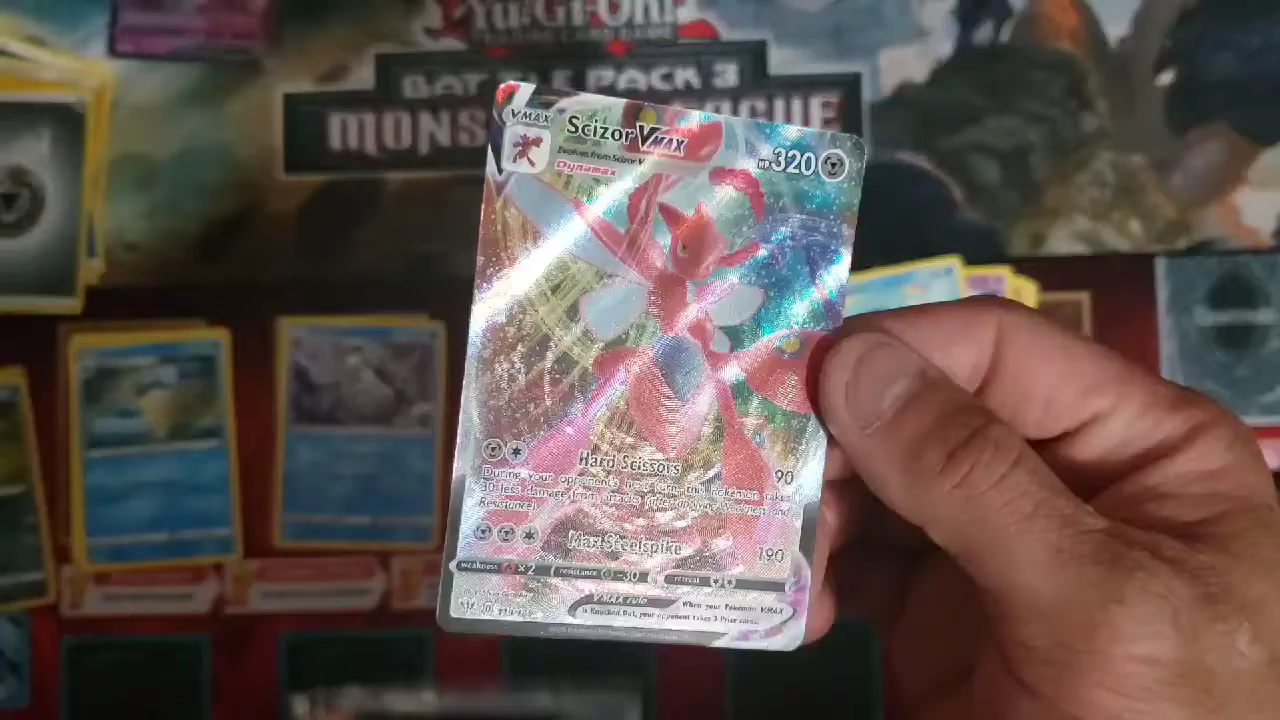 Yu-Gi-Oh!
BATTLE PACK 3
MONS GUE
VMAX
Scizor VMAX
HP 320
Evolves from Scizor V
Dynamax
Hard Scissors 90
During your opponent's next turn, this Pokémon takes
30 less damage from attacks (after applying Weakness and
Resistance).
Max Steelspike 190
weakness ×2 resistance -30 retreat
VMAX rule When your Pokémon VMAX
is Knocked Out, your opponent takes 3 Prize cards.